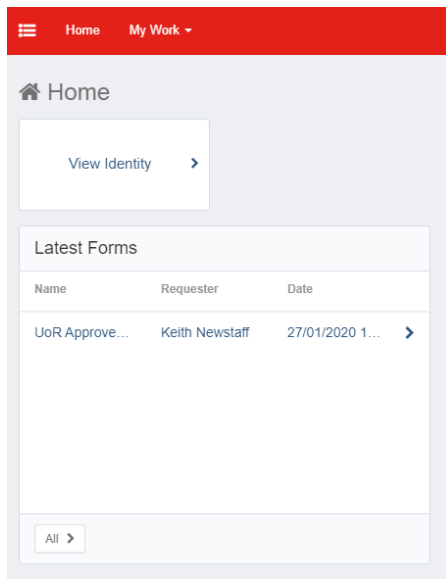 Home My Work
Home
View Identity
Latest Forms
Name Requester Date
UoR Approve... Keith Newstaff 27/01/2020 1...
All